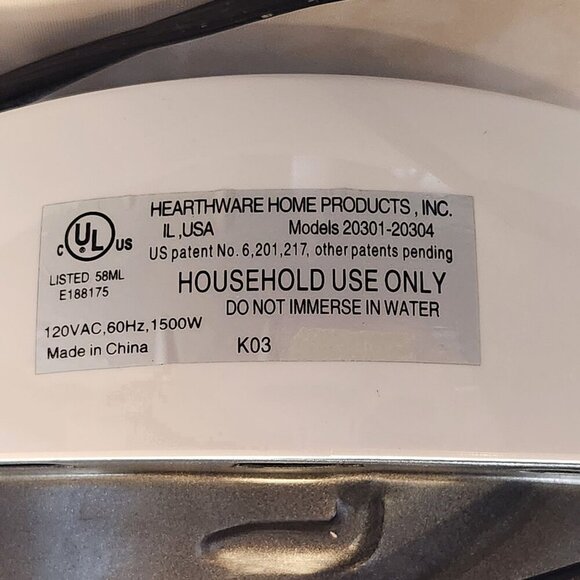 HEARTHWARE HOME PRODUCTS , INC.
IL ,USA Models 20301-20304
US patent No. 6,201,217, other patents pending
C UL US
LISTED 58ML
E188175
HOUSEHOLD USE ONLY
DO NOT IMMERSE IN WATER
120VAC,60Hz,1500W
Made in China
K03